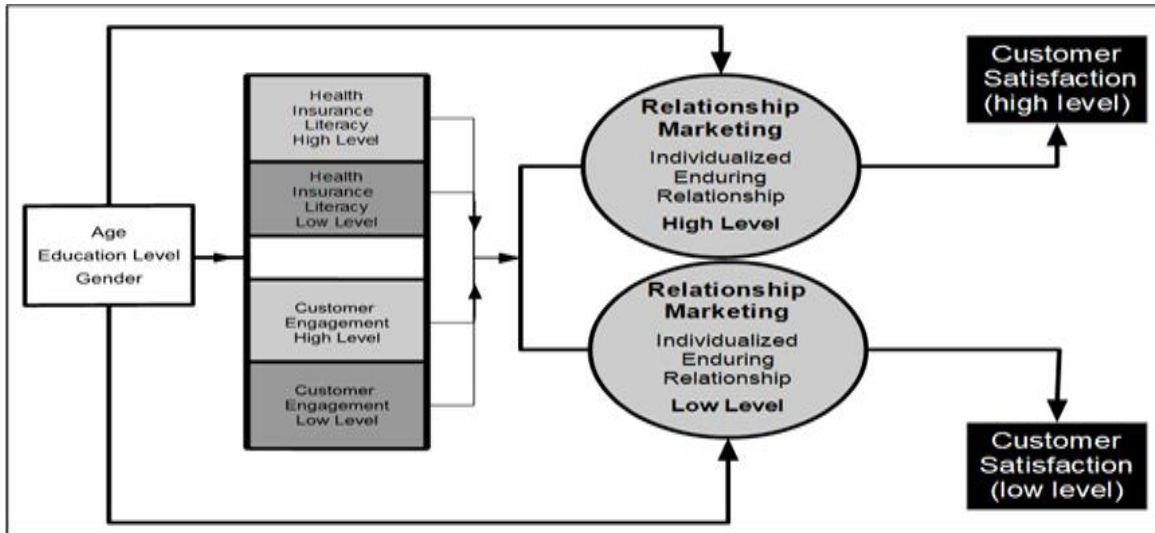 Age
Education Level
Gender
Health
Insurance
Literacy
High Level
Health
Insurance
Literacy
Low Level
Customer
Engagement
High Level
Customer
Engagement
Low Level
Relationship
Marketing
Individualized
Enduring
Relationship
High Level
Relationship
Marketing
Individualized
Enduring
Relationship
Low Level
Customer
Satisfaction
(high level)
Customer
Satisfaction
(low level)